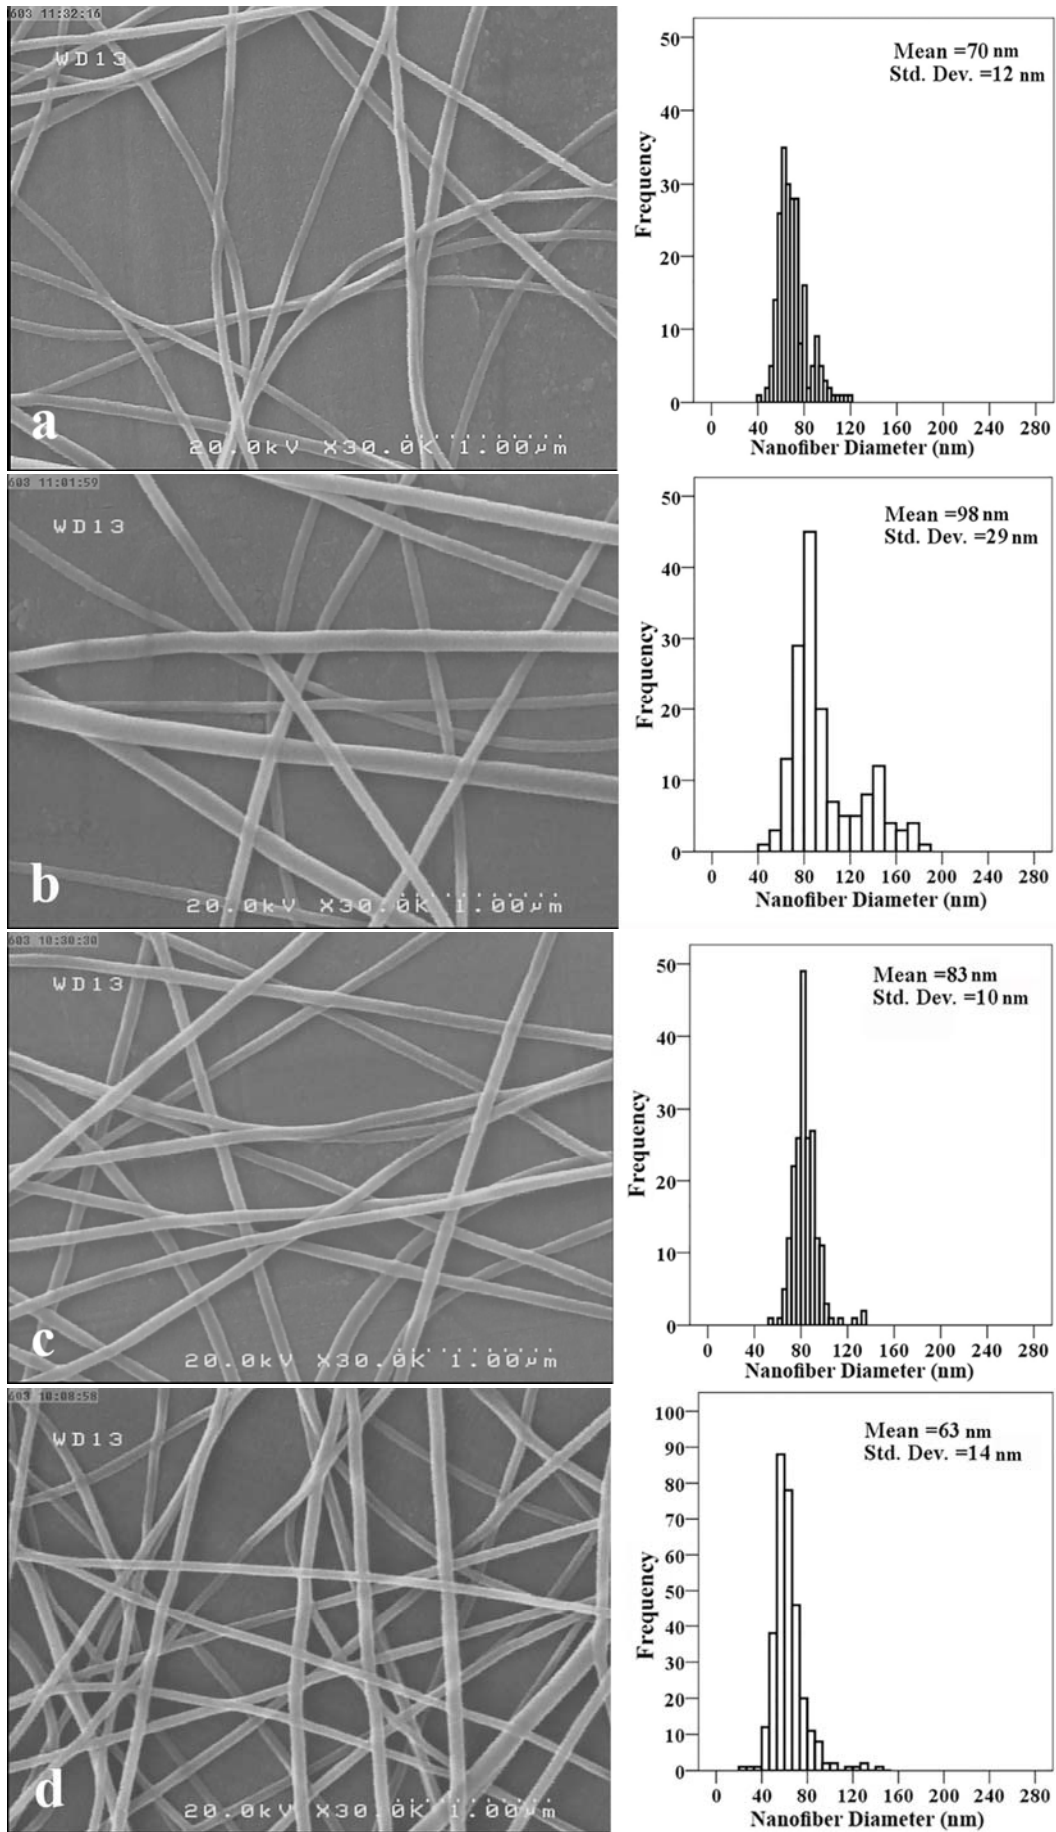 603 11:32:16
WD13
a
20.0kV X30.0K 1.00µm
50
40
30
20
10
0
Frequency
Mean =70 nm
Std. Dev. =12 nm
0 40 80 120 160 200 240 280
Nanofiber Diameter (nm)
603 11:01:59
WD13
b
20.0kV X30.0K 1.00µm
50
40
30
20
10
0
Frequency
Mean =98 nm
Std. Dev. =29 nm
0 40 80 120 160 200 240 280
Nanofiber Diameter (nm)
603 10:30:30
WD13
c
20.0kV X30.0K 1.00µm
50
40
30
20
10
0
Frequency
Mean =83 nm
Std. Dev. =10 nm
0 40 80 120 160 200 240 280
Nanofiber Diameter (nm)
603 10:08:58
WD13
d
20.0kV X30.0K 1.00µm
100
90
80
70
60
50
40
30
20
10
0
Frequency
Mean =63 nm
Std. Dev. =14 nm
0 40 80 120 160 200 240 280
Nanofiber Diameter (nm)